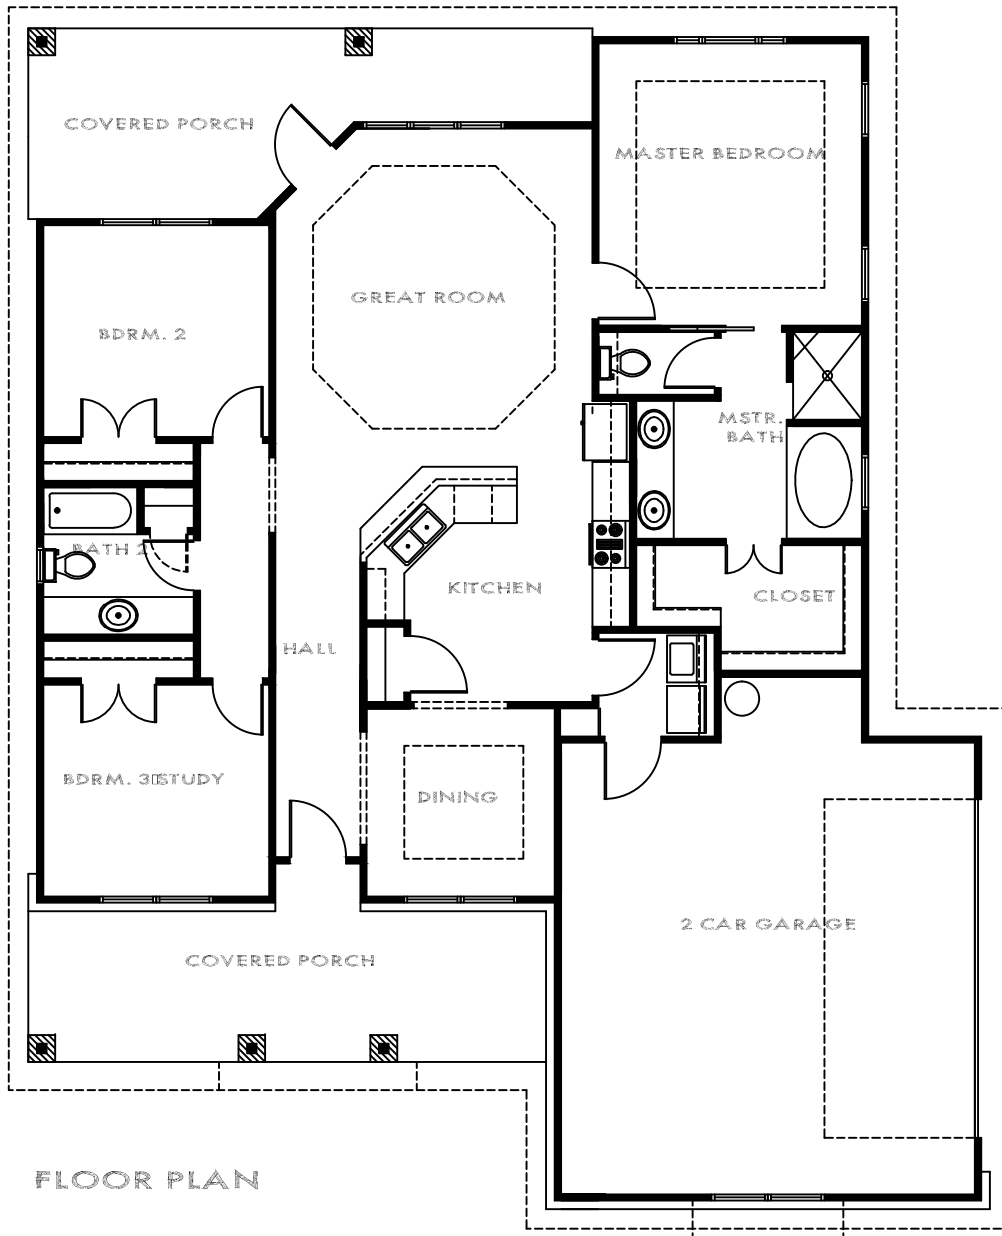 COVERED PORCH
MASTER BEDROOM
GREAT ROOM
BDRM. 2
MSTR.
BATH
BATH 2
KITCHEN
CLOSET
HALL
BDRM. 3 STUDY
DINING
2 CAR GARAGE
COVERED PORCH
FLOOR PLAN